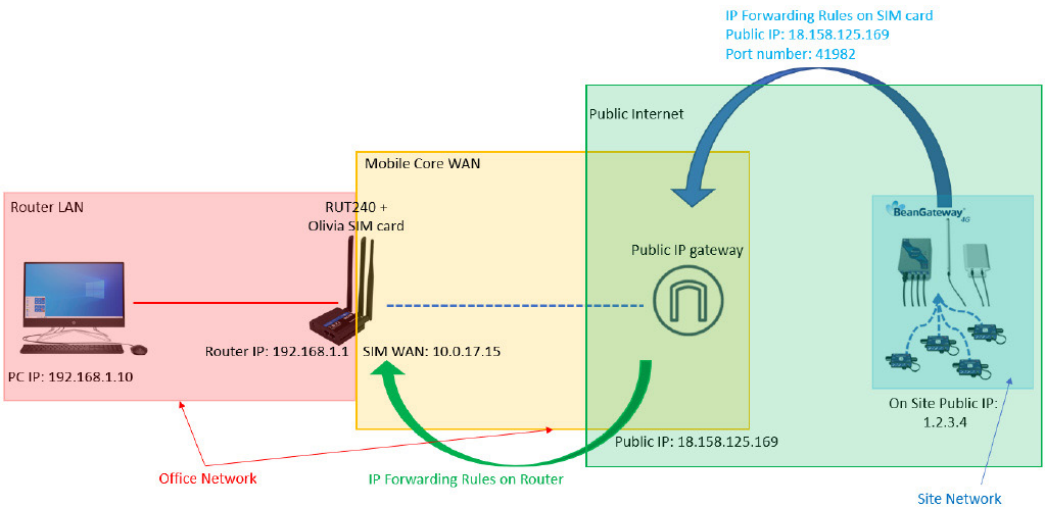 IP Forwarding Rules on SIM card
Public IP: 18.158.125.169
Port number: 41982
Public Internet
Mobile Core WAN
Router LAN
RUT240 +
Olivia SIM card
BeanGateway
4G
Public IP gateway
Router IP: 192.168.1.1
SIM WAN: 10.0.17.15
PC IP: 192.168.1.10
On Site Public IP:
1.2.3.4
Public IP: 18.158.125.169
Office Network
IP Forwarding Rules on Router
Site Network